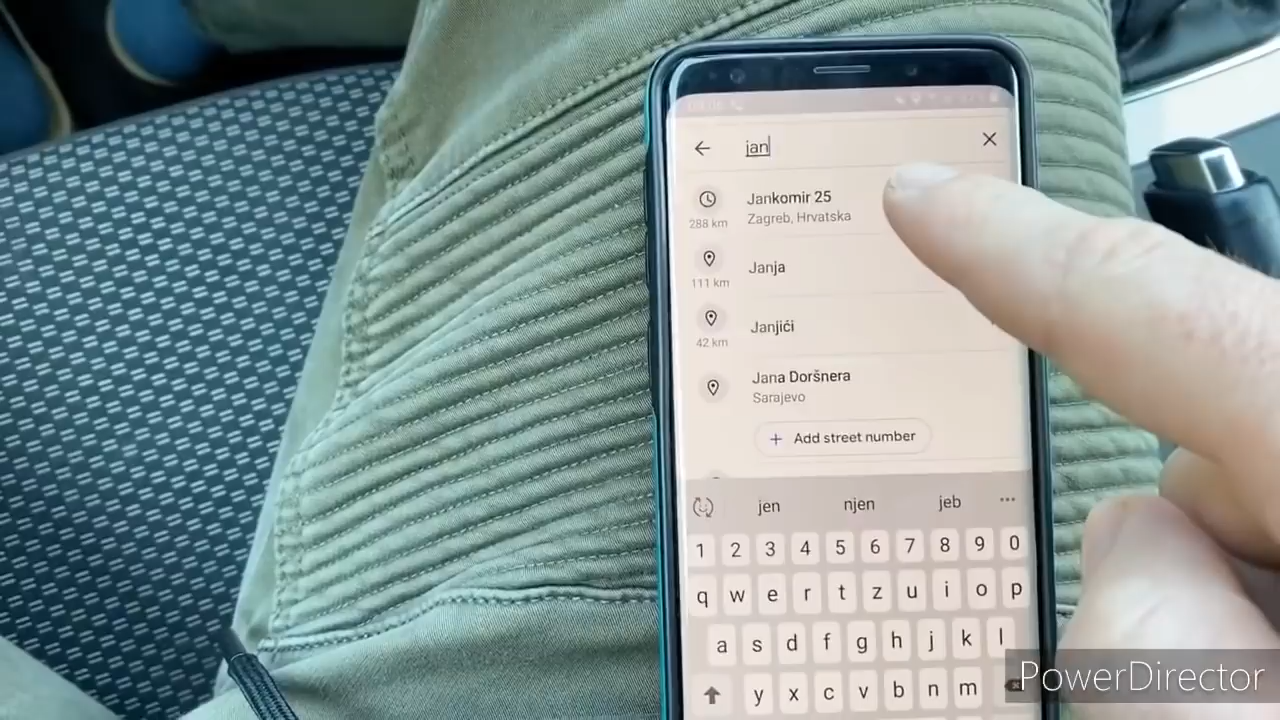 jan
Jankomir 25
288 km
Zagreb, Hrvatska
Janja
111 km
Janjići
42 km
Jana Doršnera
Sarajevo
+ Add street number
jen njen jeb ...
1 2 3 4 5 6 7 8 9 0
q w e r t z u i o p
a s d f g h j k l
y x c v b n m
PowerDirector